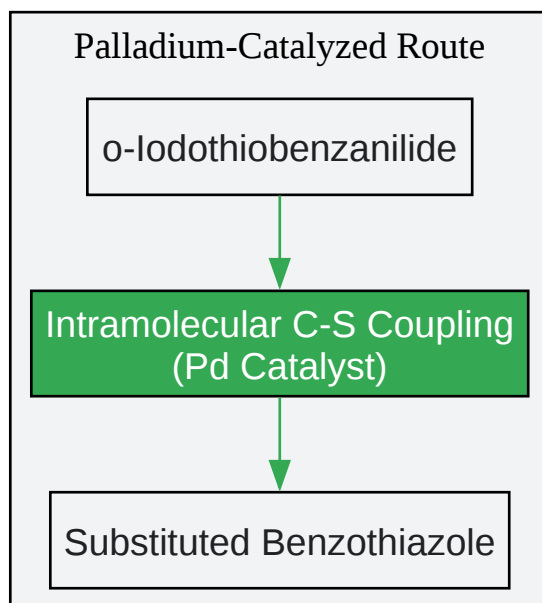 Palladium-Catalyzed Route
o-Iodothiobenzanilide
Intramolecular C-S Coupling
(Pd Catalyst)
Substituted Benzothiazole